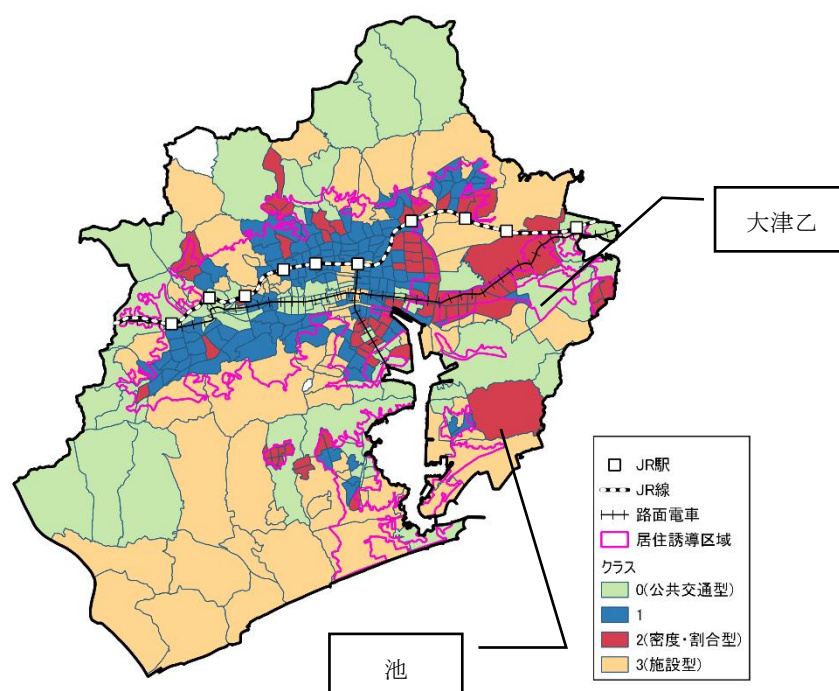 大津乙
池
JR駅
JR線
路面電車
居住誘導区域
クラス
0(公共交通型)
1
2(密度・割合型)
3(施設型)